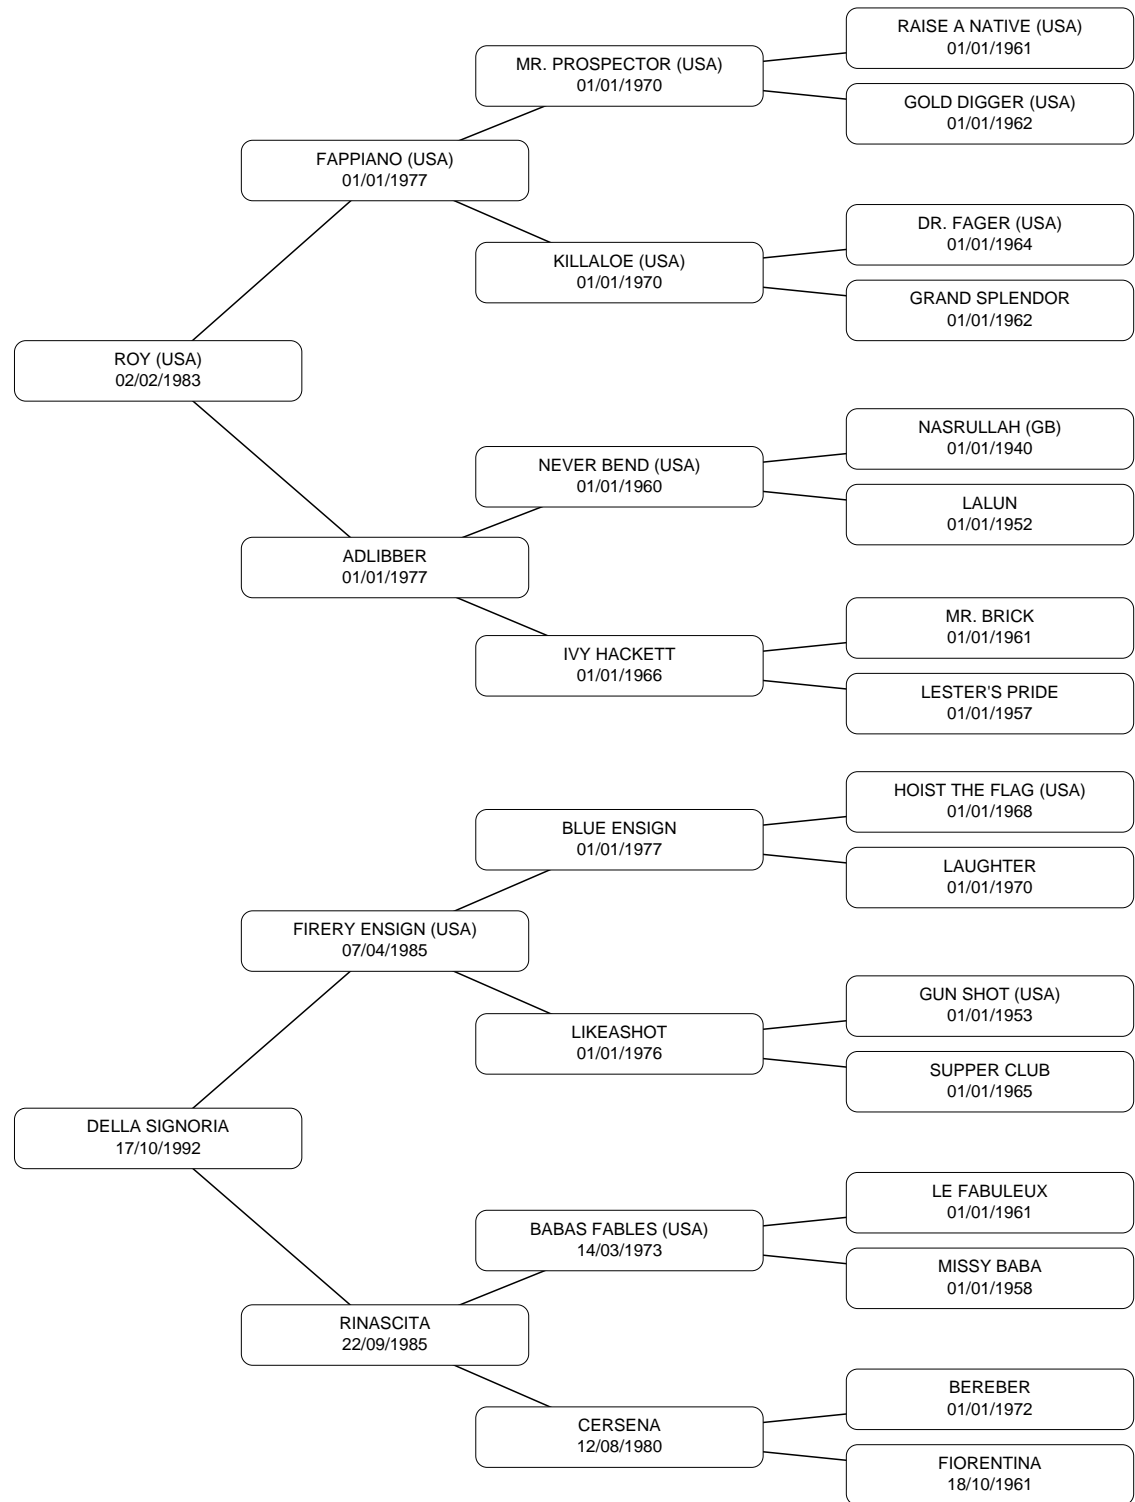 RAISE A NATIVE (USA)
01/01/1961
MR. PROSPECTOR (USA)
01/01/1970
GOLD DIGGER (USA)
01/01/1962
FAPPIANO (USA)
01/01/1977
DR. FAGER (USA)
01/01/1964
KILLALOE (USA)
01/01/1970
GRAND SPLENDOR
01/01/1962
ROY (USA)
02/02/1983
NASRULLAH (GB)
01/01/1940
NEVER BEND (USA)
01/01/1960
LALUN
01/01/1952
ADLIBBER
01/01/1977
MR. BRICK
01/01/1961
IVY HACKETT
01/01/1966
LESTER'S PRIDE
01/01/1957
HOIST THE FLAG (USA)
01/01/1968
BLUE ENSIGN
01/01/1977
LAUGHTER
01/01/1970
FIRERY ENSIGN (USA)
07/04/1985
GUN SHOT (USA)
01/01/1953
LIKEASHOT
01/01/1976
SUPPER CLUB
01/01/1965
DELLA SIGNORIA
17/10/1992
LE FABULEUX
01/01/1961
BABAS FABLES (USA)
14/03/1973
MISSY BABA
01/01/1958
RINASCITA
22/09/1985
BEREBER
01/01/1972
CERSENA
12/08/1980
FIORENTINA
18/10/1961